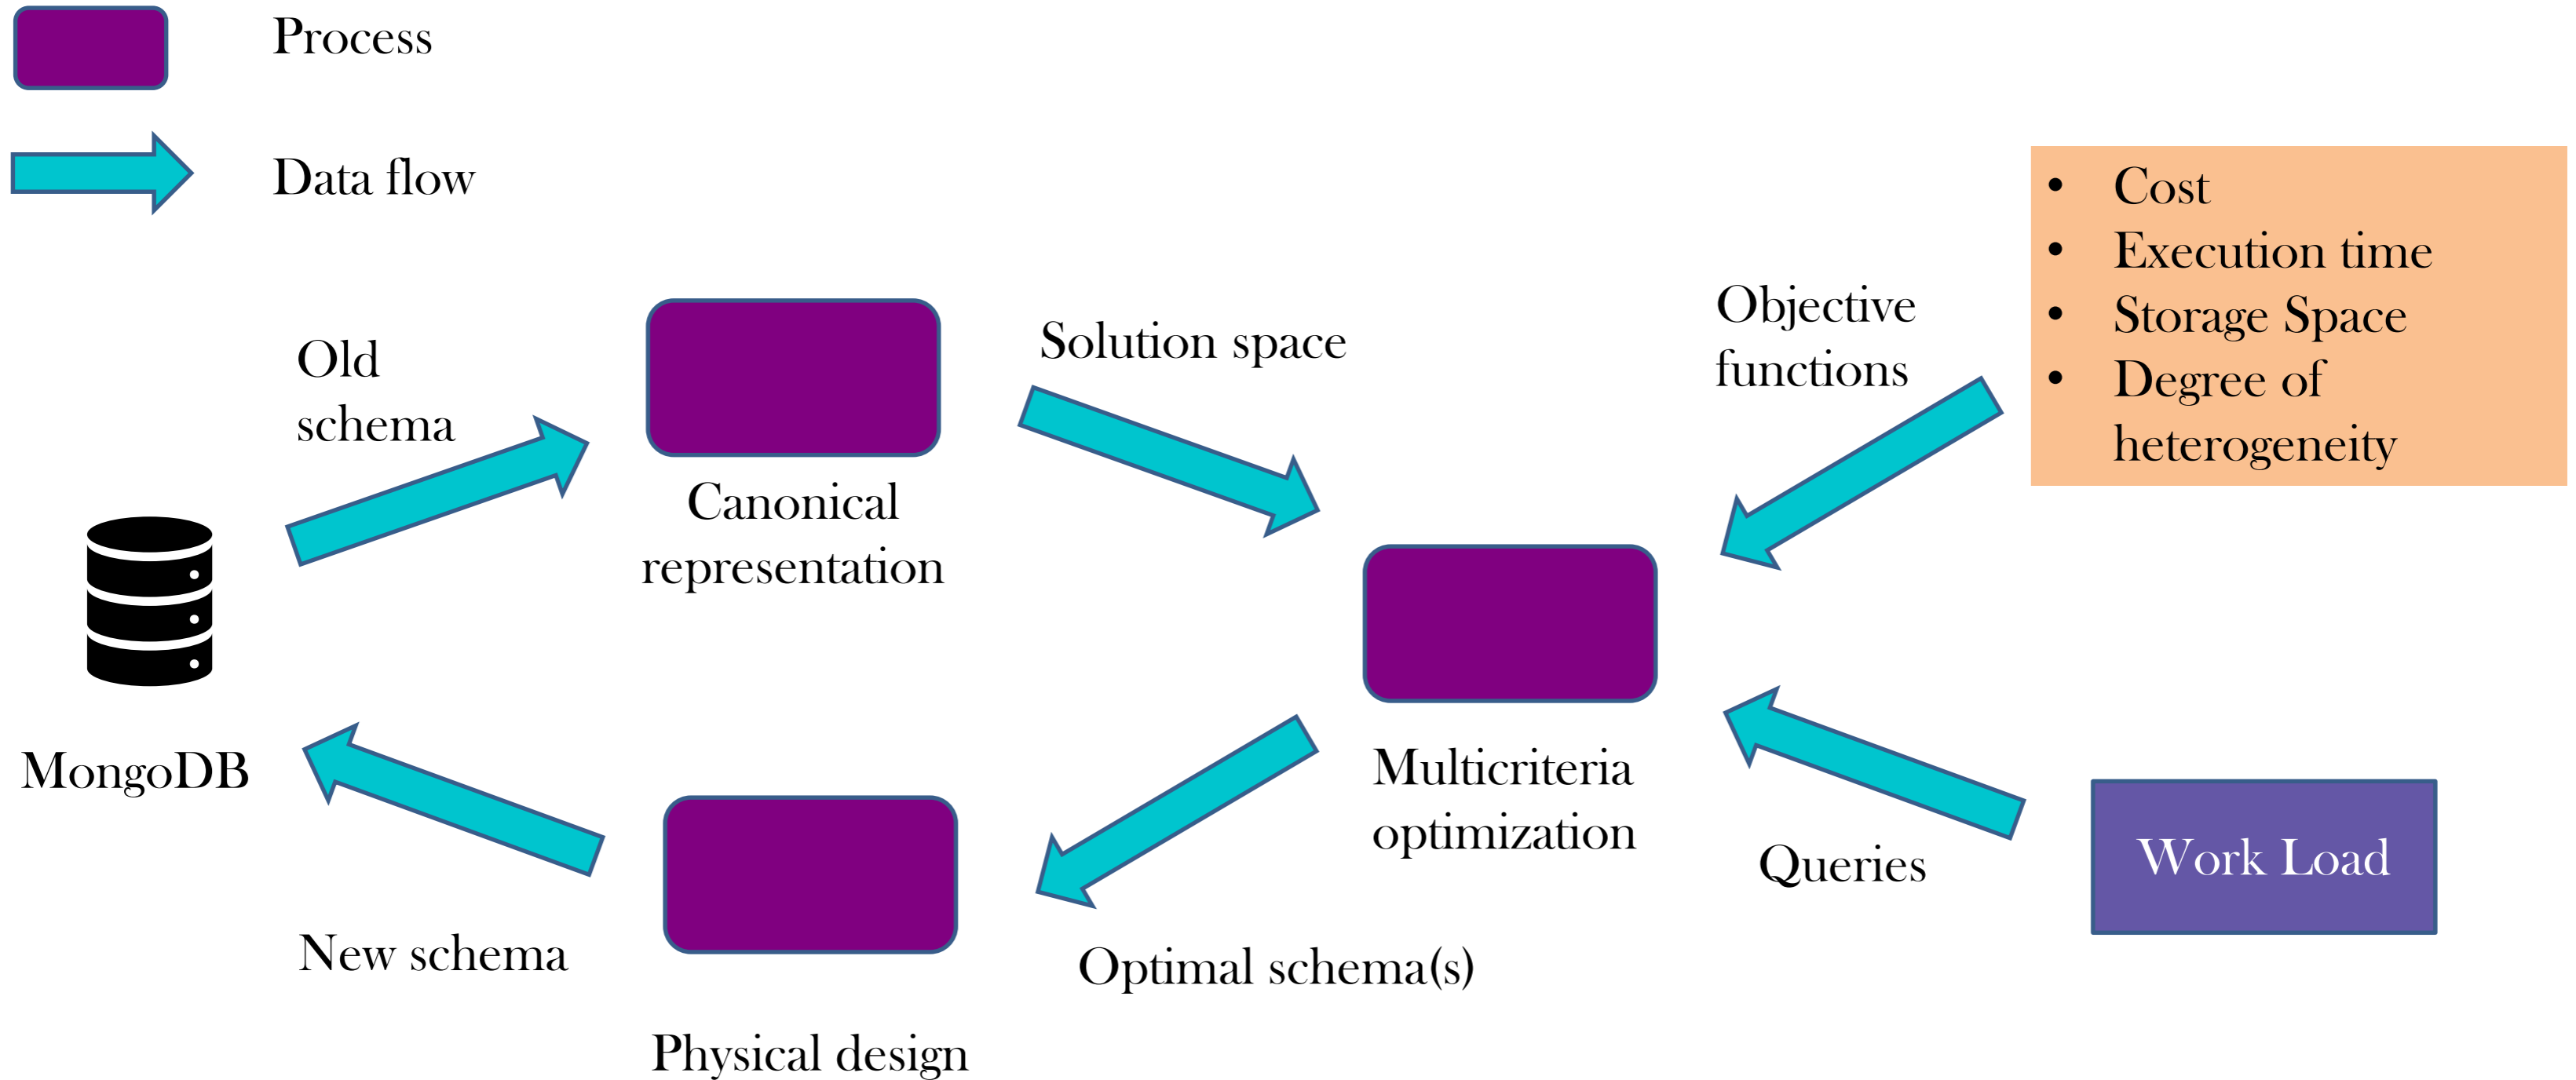 Process
Data flow
• Cost
• Execution time
• Storage Space
• Degree of
heterogeneity
Objective
functions
Solution space
Old
schema
Canonical
representation
MongoDB
Multicriteria
optimization
Queries
Work Load
New schema
Optimal schema(s)
Physical design